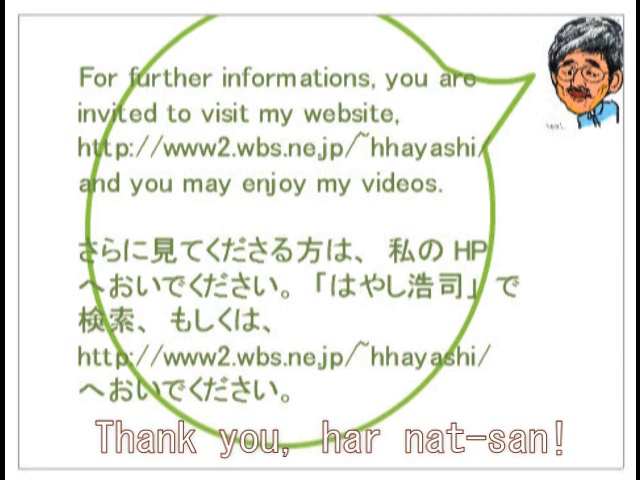 For further informations, you are
invited to visit my website,
http://www2.wbs.ne.jp/~hhayashi/
and you may enjoy my videos.
さらに見てくださる方は、 私の HP
へおいでください。「はやし浩司」で
検索、 もしくは、
http://www2.wbs.ne.jp/~hhayashi/
へおいでください。
Thank you, har nat-san!